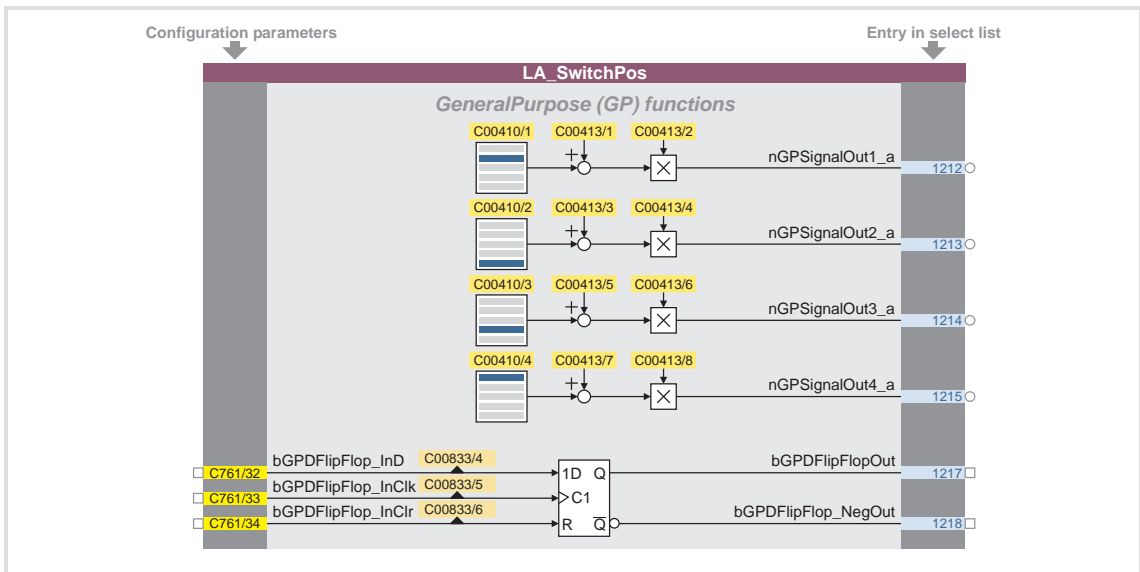 Configuration parameters Entry in select list
LA_SwitchPos
GeneralPurpose (GP) functions
C00410/1 C00413/1 C00413/2
+ × nGPSignalOut1_a 1212
C00410/2 C00413/3 C00413/4
+ × nGPSignalOut2_a 1213
C00410/3 C00413/5 C00413/6
+ × nGPSignalOut3_a 1214
C00410/4 C00413/7 C00413/8
+ × nGPSignalOut4_a 1215
C761/32 bGPDFlipFlop_InD C00833/4 1D Q bGPDFlipFlopOut 1217
C761/33 bGPDFlipFlop_InClk C00833/5 C1
C761/34 bGPDFlipFlop_InClr C00833/6 R Q̅ bGPDFlipFlop_NegOut 1218